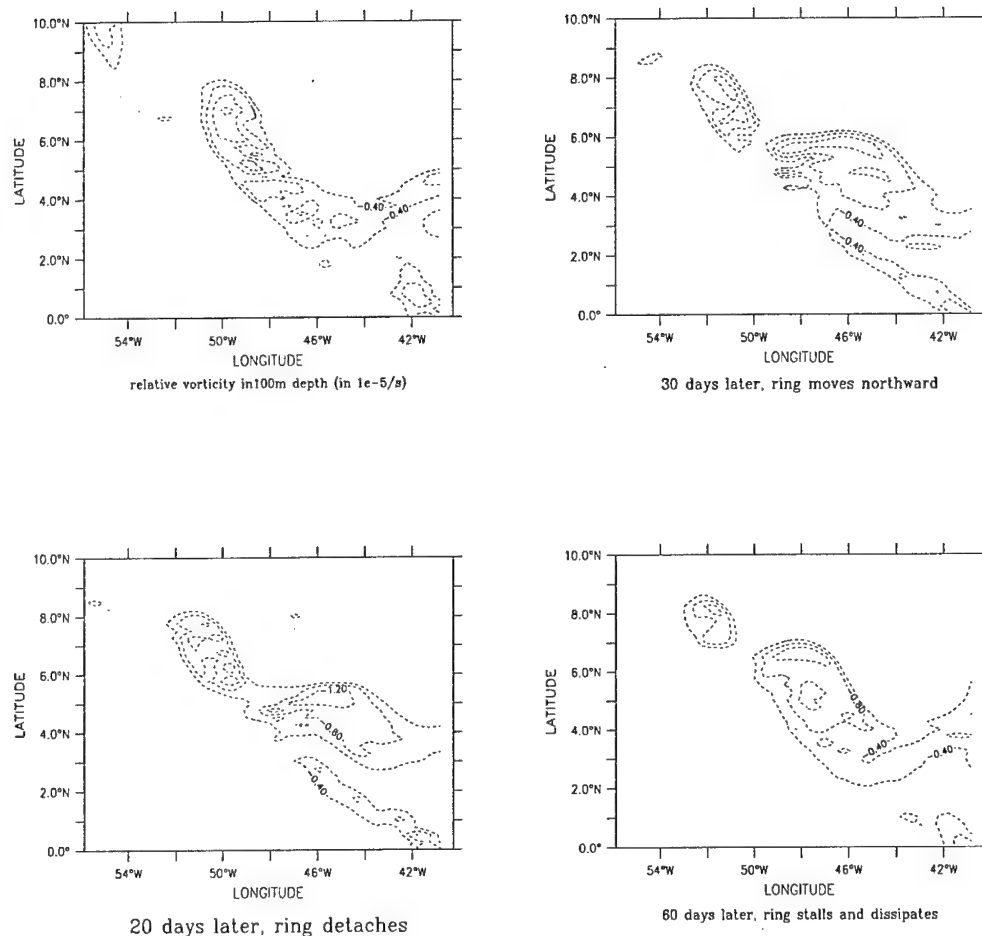 10.0°N
8.0°N
6.0°N
4.0°N
2.0°N
0.0°
LATITUDE
-0.40
-0.40
54°W
50°W
46°W
42°W
LONGITUDE
relative vorticity in100m depth (in 1e-5/s)
10.0°N
8.0°N
6.0°N
4.0°N
2.0°N
0.0°
LATITUDE
-0.40
-0.40
54°W
50°W
46°W
42°W
LONGITUDE
30 days later, ring moves northward
10.0°N
8.0°N
6.0°N
4.0°N
2.0°N
0.0°
LATITUDE
-1.20
-0.80
-0.40
54°W
50°W
46°W
42°W
LONGITUDE
20 days later, ring detaches
10.0°N
8.0°N
6.0°N
4.0°N
2.0°N
0.0°
LATITUDE
-0.80
-0.40
-0.40
54°W
50°W
46°W
42°W
LONGITUDE
60 days later, ring stalls and dissipates